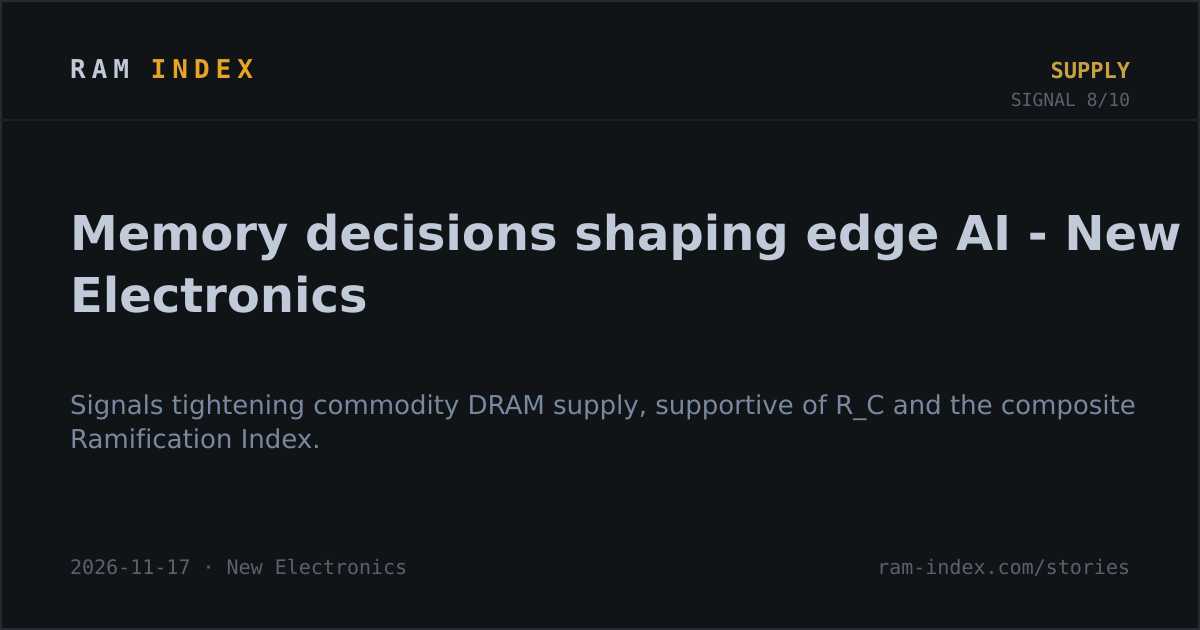 RAM INDEX
SUPPLY
SIGNAL 8/10
Memory decisions shaping edge AI - New
Electronics
Signals tightening commodity DRAM supply, supportive of R_C and the composite
Ramification Index.
2026-11-17 · New Electronics
ram-index.com/stories